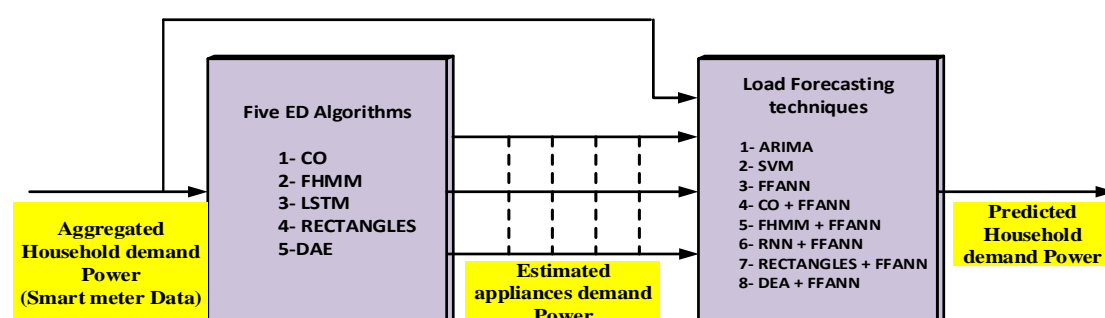 Aggregated
Household demand
Power
(Smart meter Data)
Five ED Algorithms
1- CO
2- FHMM
3- LSTM
4- RECTANGLES
5-DAE
Estimated
appliances demand
Power
Load Forecasting
techniques
1- ARIMA
2- SVM
3- FFANN
4- CO + FFANN
5- FHMM + FFANN
6- RNN + FFANN
7- RECTANGLES + FFANN
8- DEA + FFANN
Predicted
Household
demand Power